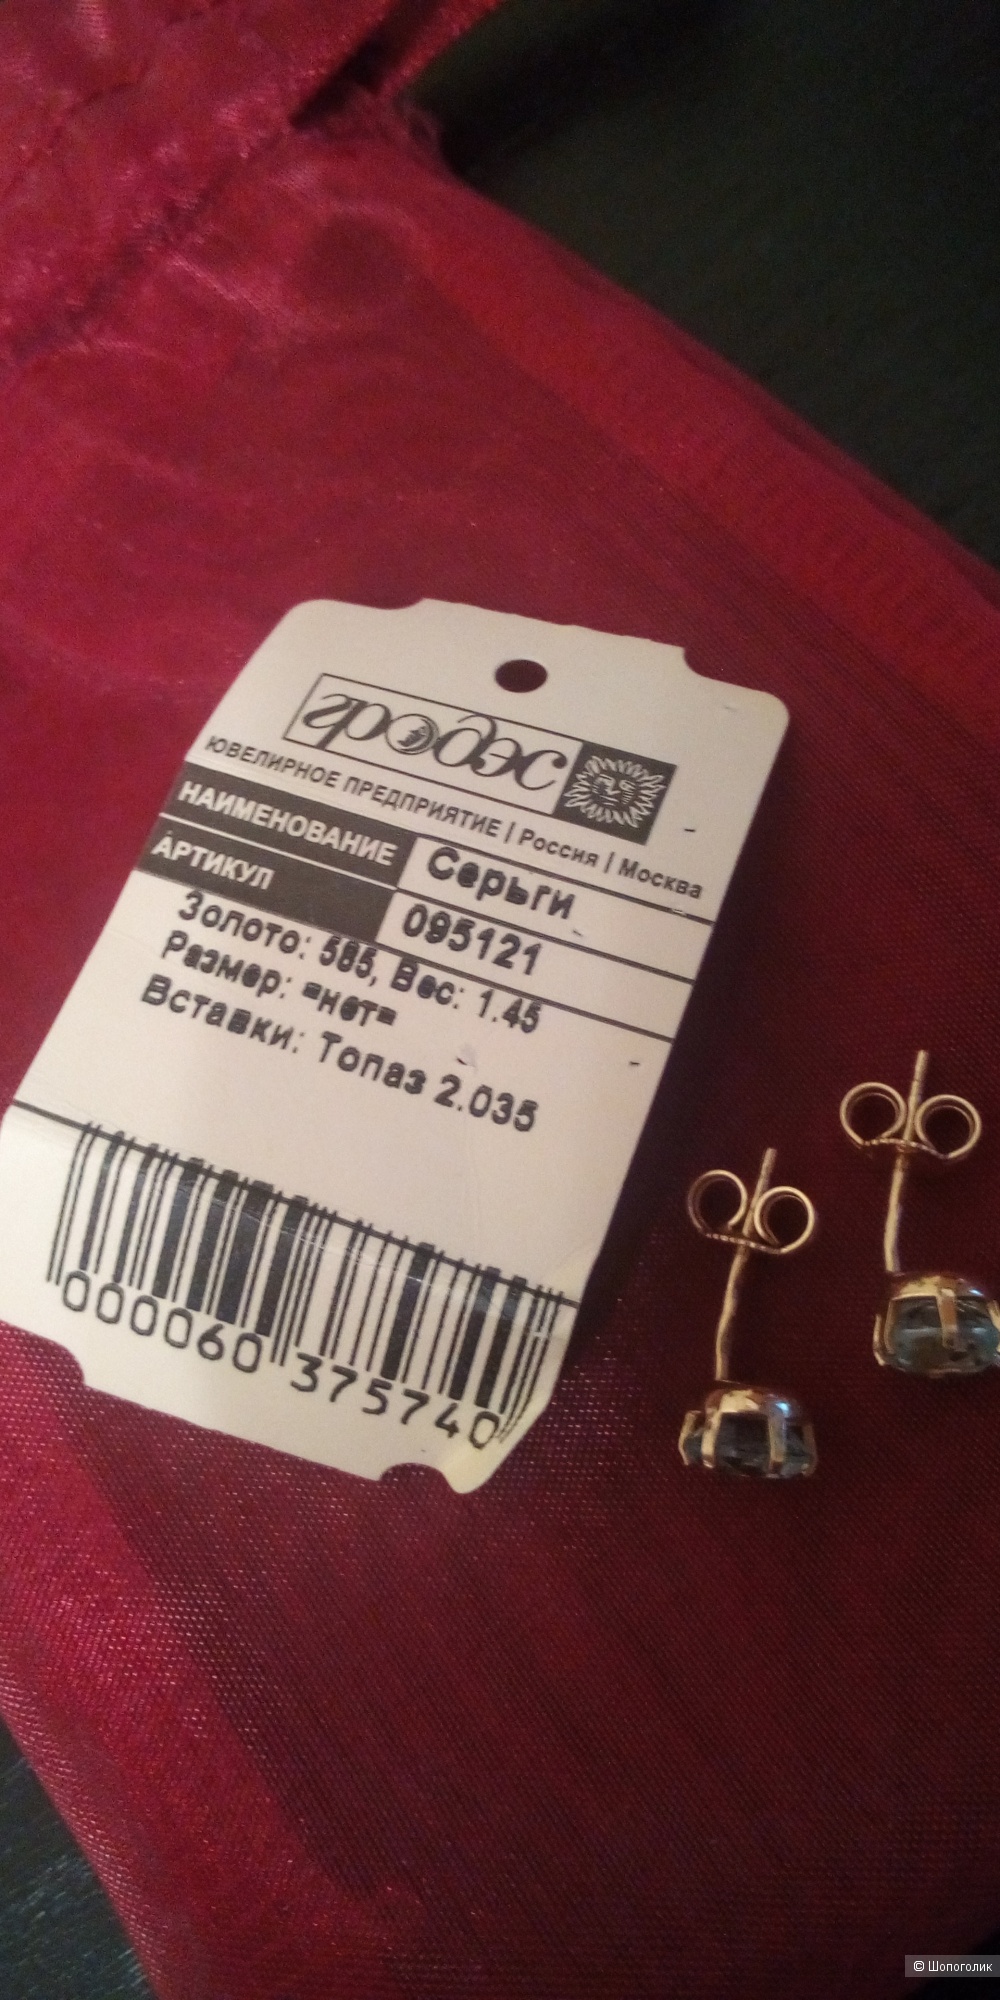 гродэс
ЮВЕЛИРНОЕ ПРЕДПРИЯТИЕ | Россия | Москва
НАИМЕНОВАНИЕ Серьги
АРТИКУЛ 095121
Золото: 585, Вес: 1.45
Размер: =нет=
Вставки: Топаз 2.035
000060 375740
© Шопоголик